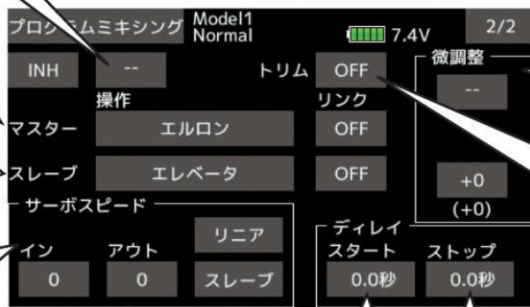 プログラムミキシング Model1 Normal 7.4V 2/2
INH -- トリム OFF 微調整
--
操作 リンク
マスター エルロン OFF
スレーブ エレベータ OFF +0
(+0)
サーボスピード
リニア
ディレイ
イン アウト スタート ストップ
0 0 スレーブ 0.0秒 0.0秒